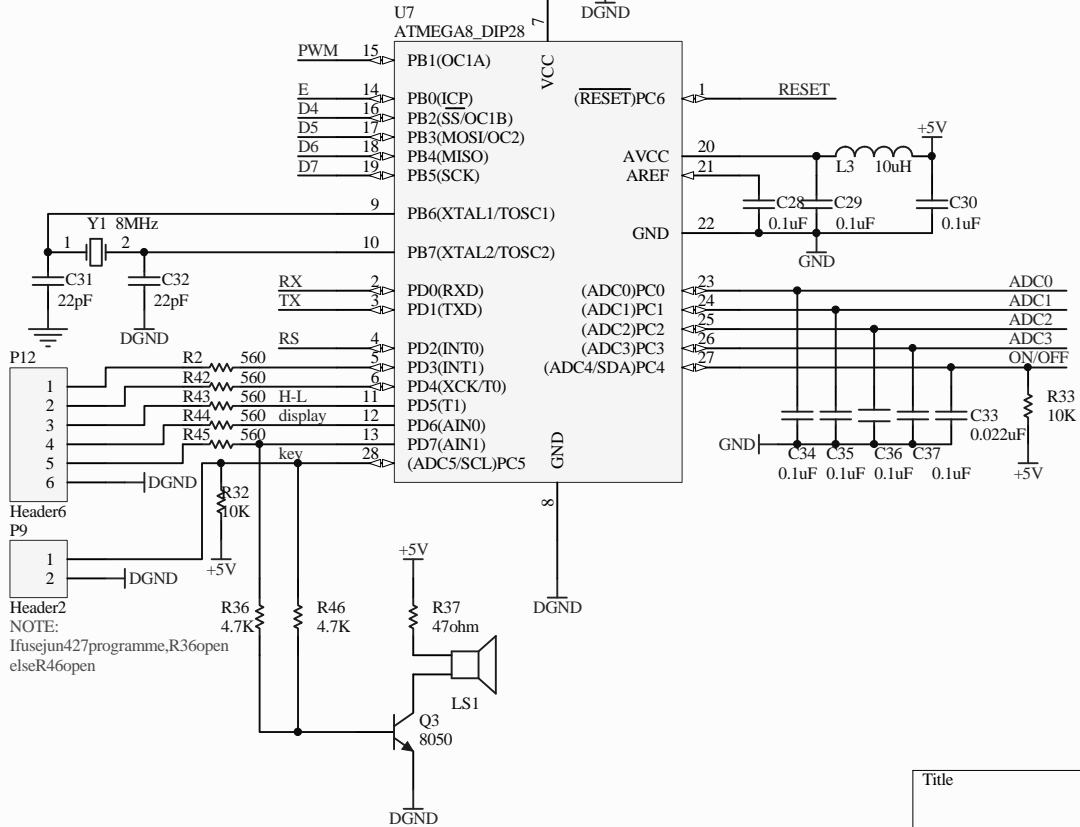 DGND
U7
ATMEGA8_DIP28
7
VCC
PWM 15 PB1(OC1A)
E 14 PB0(ICP)
D4 16 PB2(SS/OC1B)
D5 17 PB3(MOSI/OC2)
D6 18 PB4(MISO)
D7 19 PB5(SCK)
9 PB6(XTAL1/TOSC1)
Y1 8MHz
1 2
10 PB7(XTAL2/TOSC2)
C31
22pF
C32
22pF
DGND
RX 2 PD0(RXD)
TX 3 PD1(TXD)
RS 4 PD2(INT0)
R2 560 5 PD3(INT1)
R42 560 6 PD4(XCK/T0)
R43 560 H-L 11 PD5(T1)
R44 560 display 12 PD6(AIN0)
R45 560 13 PD7(AIN1)
key 28 (ADC5/SCL)PC5
P12
1
2
3
4
5
6
DGND
Header6
R32
10K
+5V
P9
1
2
DGND
Header2
NOTE:
Ifusejun427programme,R36open
elseR46open
R36
4.7K
R46
4.7K
+5V
R37
47ohm
LS1
Q3
8050
DGND
GND
8
DGND
(RESET)PC6 1 RESET
AVCC 20
AREF 21
GND 22
L3 10uH
+5V
C28
0.1uF
C29
0.1uF
C30
0.1uF
GND
(ADC0)PC0 23 ADC0
(ADC1)PC1 24 ADC1
(ADC2)PC2 25 ADC2
(ADC3)PC3 26 ADC3
(ADC4/SDA)PC4 27 ON/OFF
R33
10K
+5V
C33
0.022uF
GND
C34 C35 C36 C37
0.1uF 0.1uF 0.1uF 0.1uF
Title